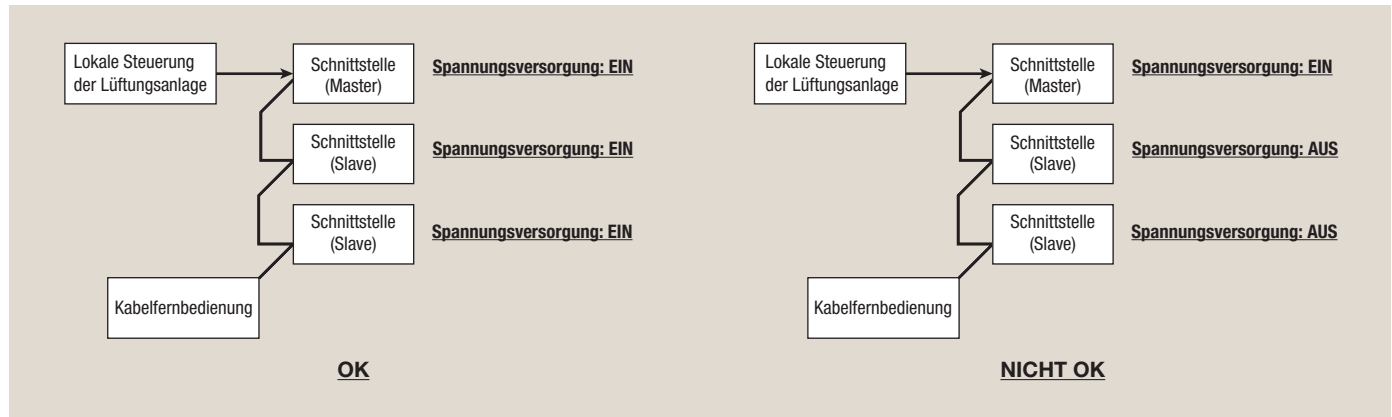 Lokale Steuerung
der Lüftungsanlage
Schnittstelle
(Master)
Spannungsversorgung: EIN
Schnittstelle
(Slave)
Spannungsversorgung: EIN
Schnittstelle
(Slave)
Spannungsversorgung: EIN
Kabelfernbedienung
OK
Lokale Steuerung
der Lüftungsanlage
Schnittstelle
(Master)
Spannungsversorgung: EIN
Schnittstelle
(Slave)
Spannungsversorgung: AUS
Schnittstelle
(Slave)
Spannungsversorgung: AUS
Kabelfernbedienung
NICHT OK